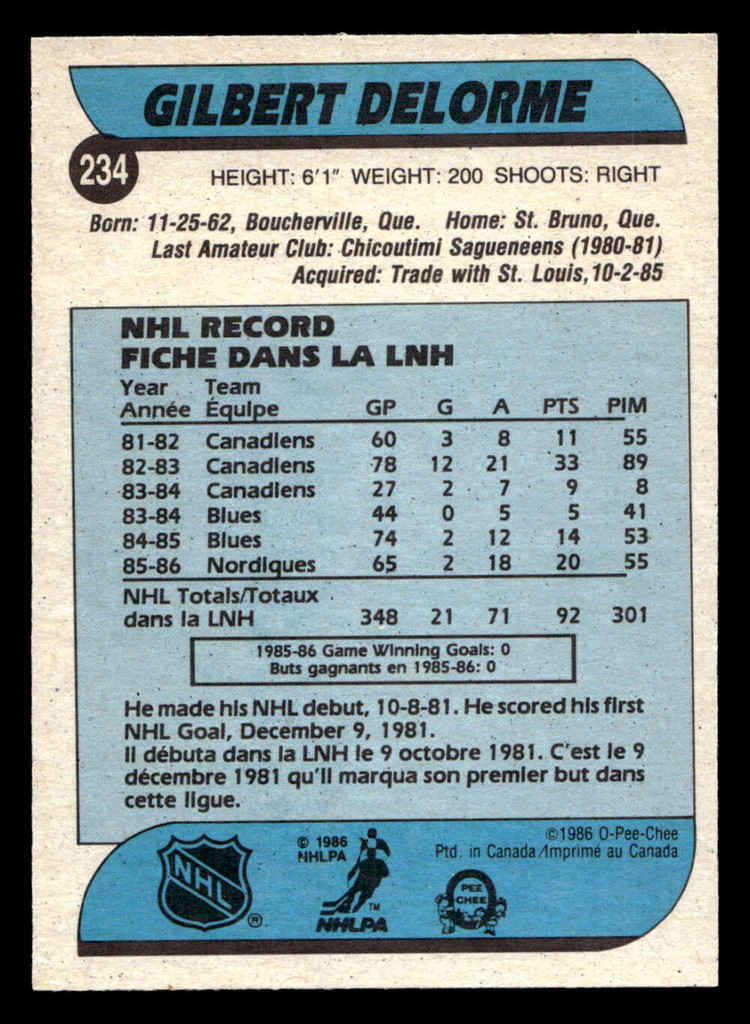 GILBERT DELORME
234
HEIGHT: 6'1" WEIGHT: 200 SHOOTS: RIGHT
Born: 11-25-62, Boucherville, Que. Home: St. Bruno, Que.
Last Amateur Club: Chicoutimi Sagueneens (1980-81)
Acquired: Trade with St. Louis, 10-2-85
NHL RECORD
FICHE DANS LA LNH
Year Team
Année Équipe GP G A PTS PIM
81-82 Canadiens 60 3 8 11 55
82-83 Canadiens 78 12 21 33 89
83-84 Canadiens 27 2 7 9 8
83-84 Blues 44 0 5 5 41
84-85 Blues 74 2 12 14 53
85-86 Nordiques 65 2 18 20 55
NHL Totals/Totaux
dans la LNH 348 21 71 92 301
1985-86 Game Winning Goals: 0
Buts gagnants en 1985-86: 0
He made his NHL debut, 10-8-81. He scored his first
NHL Goal, December 9, 1981.
Il débuta dans la LNH le 9 octobre 1981. C'est le 9
décembre 1981 qu'il marqua son premier but dans
cette ligue.
NHL ®
© 1986
NHLPA
TM
NHLPA
©1986 O-Pee-Chee
Ptd. in Canada/Imprimé au Canada
PEE
CHEE